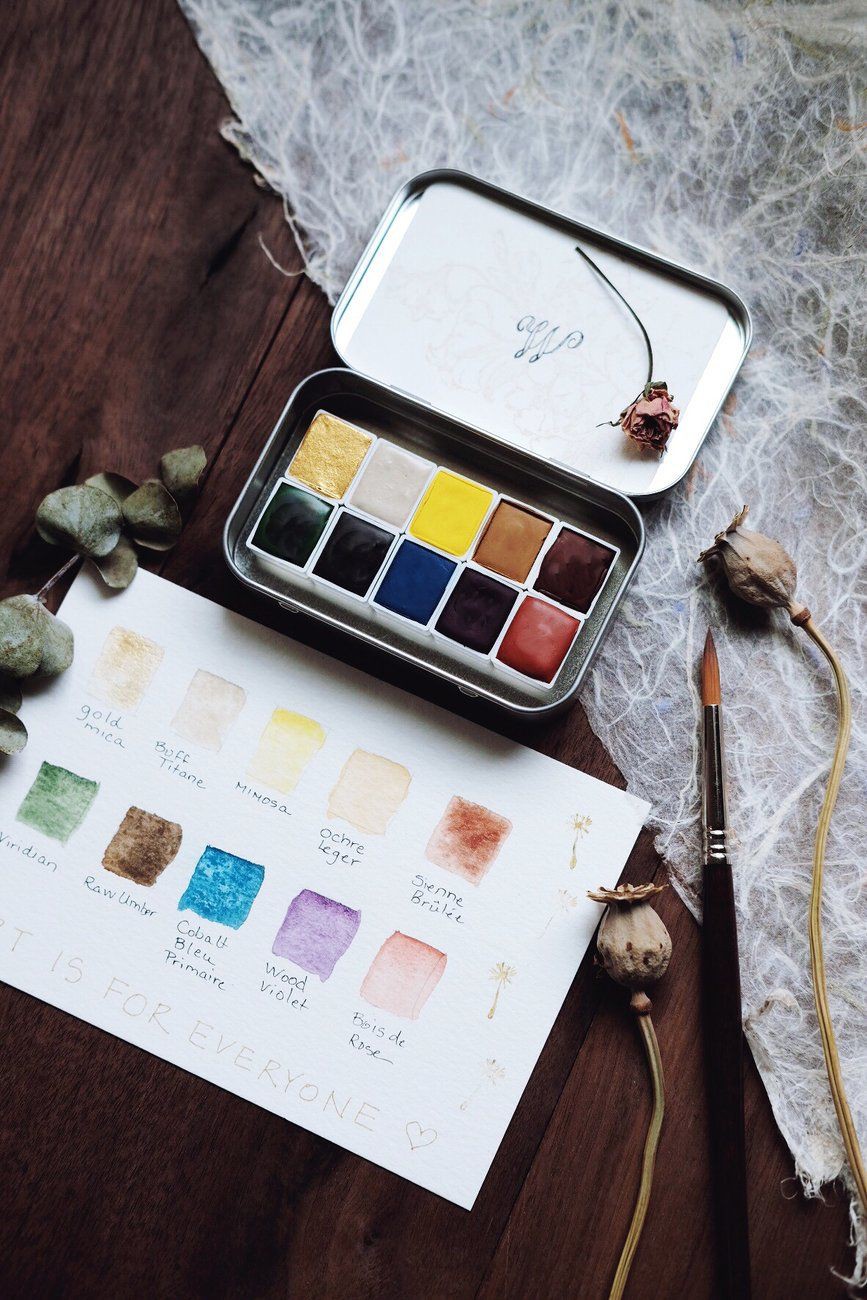 gold
mica
Buff
Titane
Mimosa
Ochre
Leger
Sienne
Brûlée
Viridian
Raw Umber
Cobalt
Bleu
Primaire
Wood
Violet
Bois de
Rose
IS FOR EVERYONE ♡